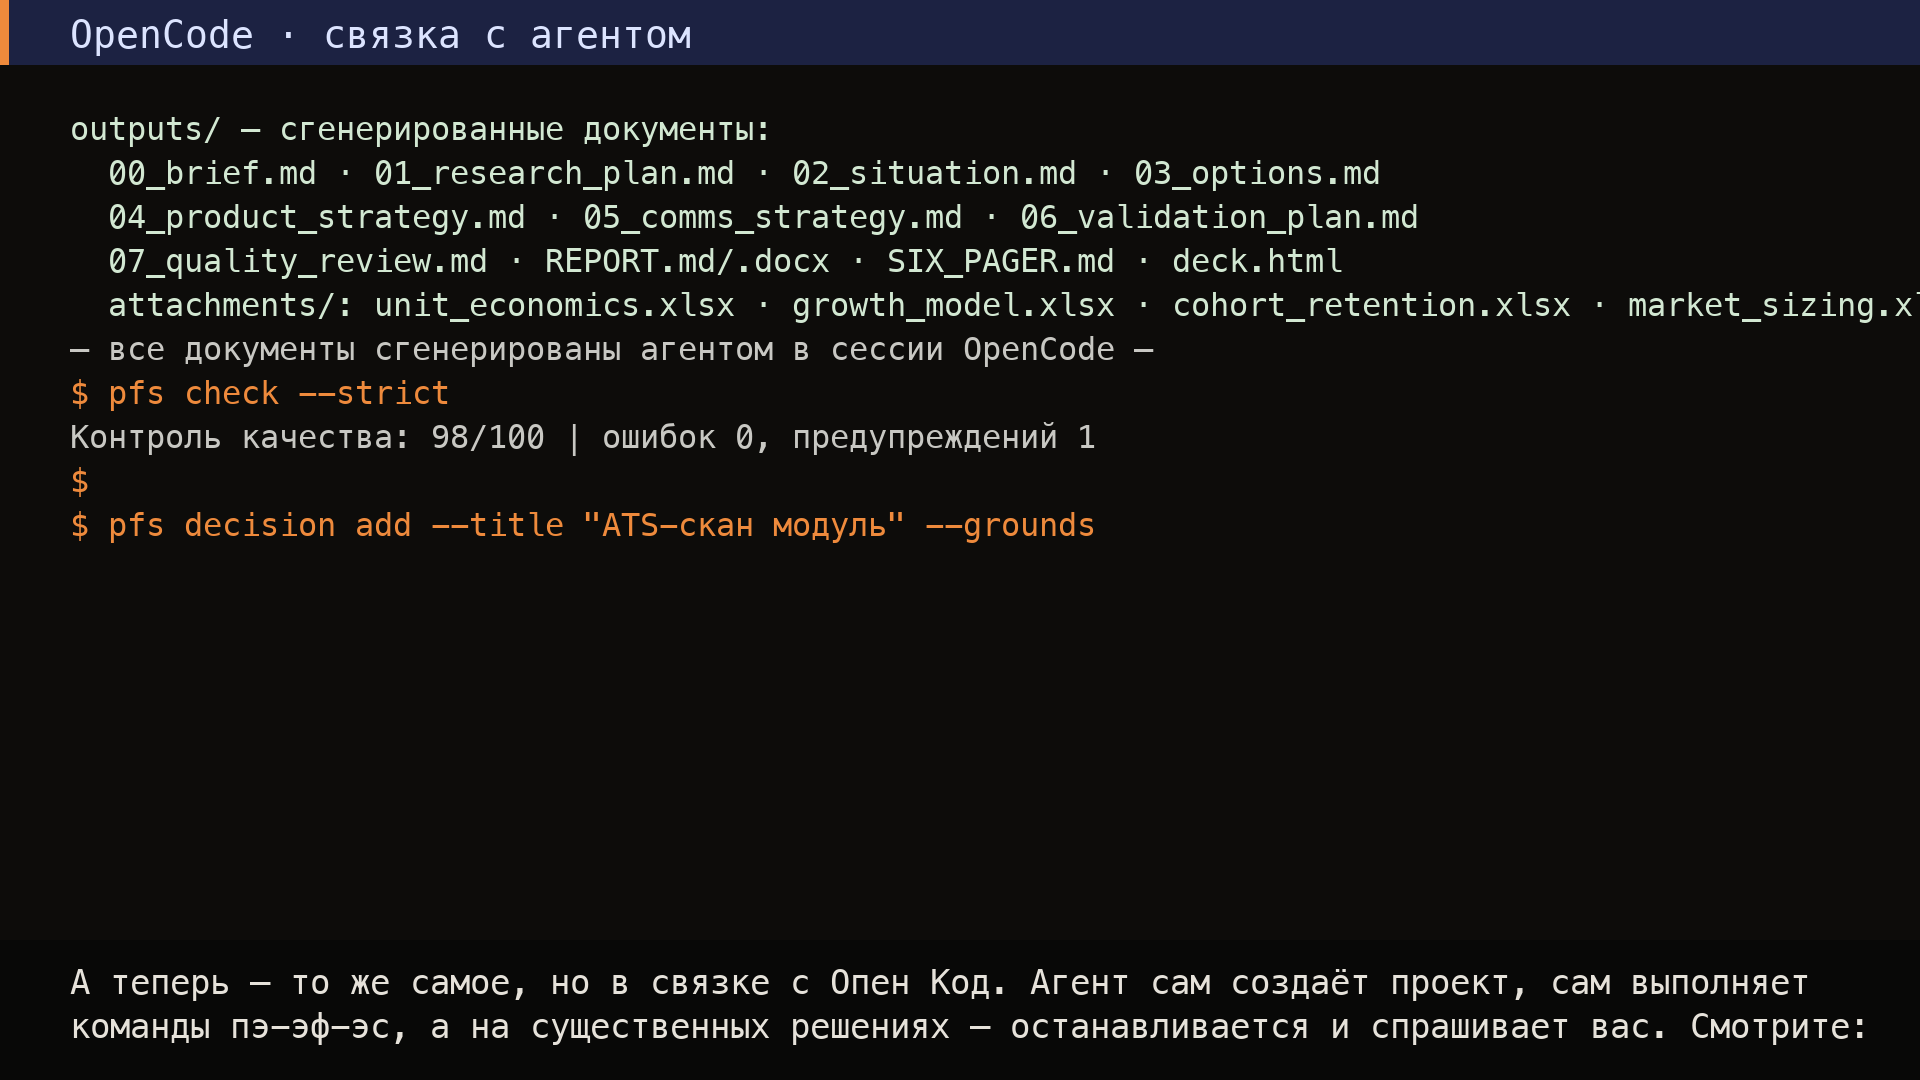 OpenCode · связка с агентом
outputs/ — сгенерированные документы:
00_brief.md · 01_research_plan.md · 02_situation.md · 03_options.md
04_product_strategy.md · 05_comms_strategy.md · 06_validation_plan.md
07_quality_review.md · REPORT.md/.docx · SIX_PAGER.md · deck.html
attachments/: unit_economics.xlsx · growth_model.xlsx · cohort_retention.xlsx · market_sizing.xl
— все документы сгенерированы агентом в сессии OpenCode —
$ pfs check --strict
Контроль качества: 98/100 | ошибок 0, предупреждений 1
$
$ pfs decision add --title "ATS-скан модуль" --grounds
А теперь — то же самое, но в связке с Опен Код. Агент сам создаёт проект, сам выполняет
команды пэ-эф-эс, а на существенных решениях — останавливается и спрашивает вас. Смотрите: